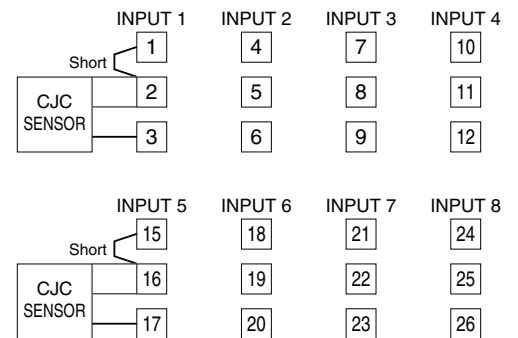 INPUT 1 INPUT 2 INPUT 3 INPUT 4
1 4 7 10
Short
2 5 8 11
CJC
SENSOR
3 6 9 12
INPUT 5 INPUT 6 INPUT 7 INPUT 8
15 18 21 24
Short
16 19 22 25
CJC
SENSOR
17 20 23 26